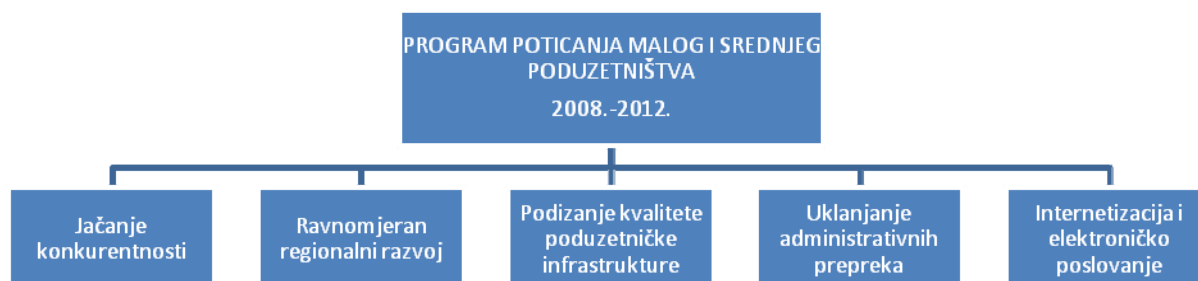 PROGRAM POTICANJA MALOG I SREDNJEG
PODUZETNIŠTVA
2008.-2012.
Jačanje
konkurentnosti
Ravnomjeran
regionalni razvoj
Podizanje kvalitete
poduzetničke
infrastrukture
Uklanjanje
administrativnih
prepreka
Internetizacija i
elektroničko
poslovanje